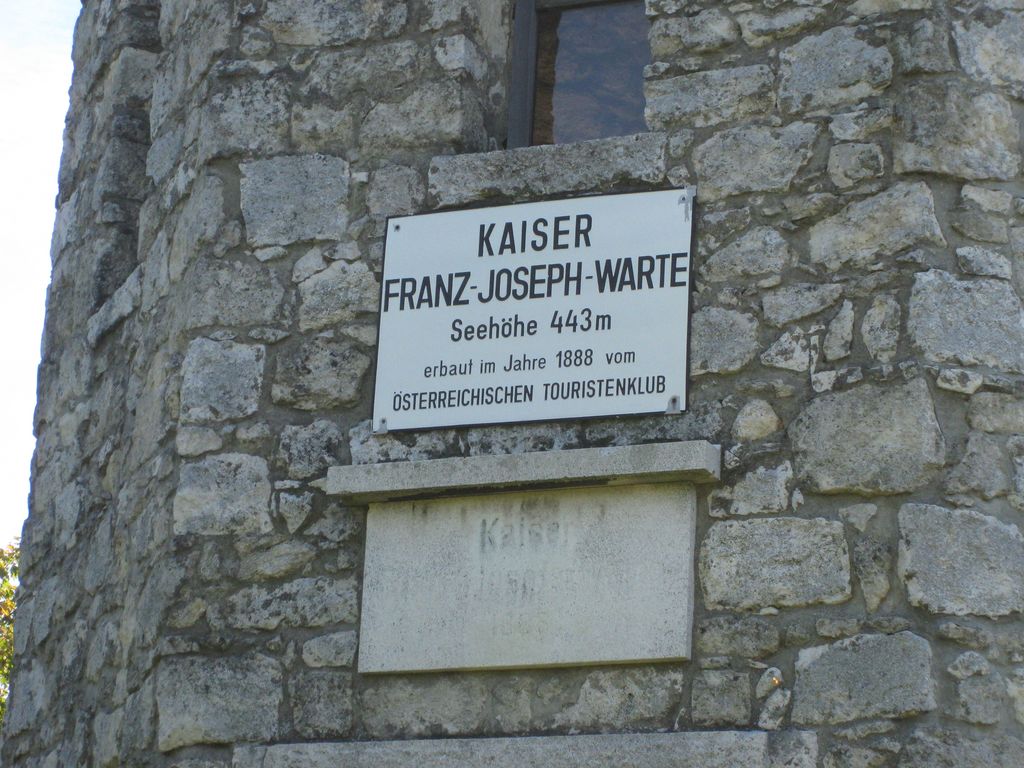 KAISER
FRANZ-JOSEPH-WARTE
Seehöhe 443m
erbaut im Jahre 1888 vom
ÖSTERREICHISCHEN TOURISTENKLUB
Kaiser